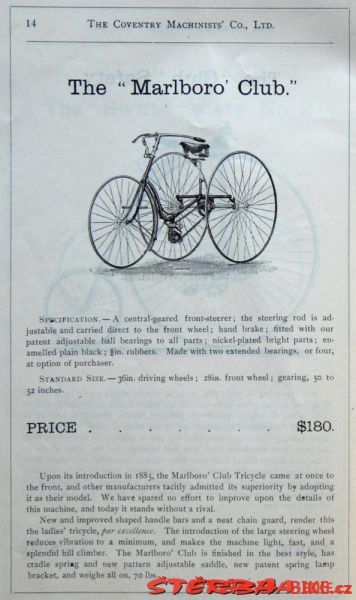 14 THE COVENTRY MACHINISTS' CO., LTD.
The "Marlboro' Club."
SPECIFICATION.—A central-geared front-steerer; the steering rod is ad-
justable and carried direct to the front wheel; hand brake; fitted with our
patent adjustable ball bearings to all parts; nickel-plated bright parts; en-
amelled plain black; rubbers. Made with two extended bearings, or four,
at option of purchaser.
STANDARD SIZE.—36in. driving wheels; 28in. front wheel; gearing, 50 to
52 inches.
PRICE . . . . . . . $180.
Upon its introduction in 1885, the Marlboro' Club Tricycle came at once to
the front, and other manufacturers tacitly admitted its superiority by adopting
it as their model. We have spared no effort to improve upon the details of
this machine, and today it stands without a rival.
New and improved shaped handle bars and a neat chain guard, render this
the ladies' tricycle, par excellence. The introduction of the large steering wheel
reduces vibration to a minimum, and makes the machine light, fast, and a
splendid hill climber. The Marlboro' Club is finished in the best style, has
cradle spring and new pattern adjustable saddle, new patent spring lamp
bracket, and weighs all on, 70 lbs.
STERBA-BIKE.cz